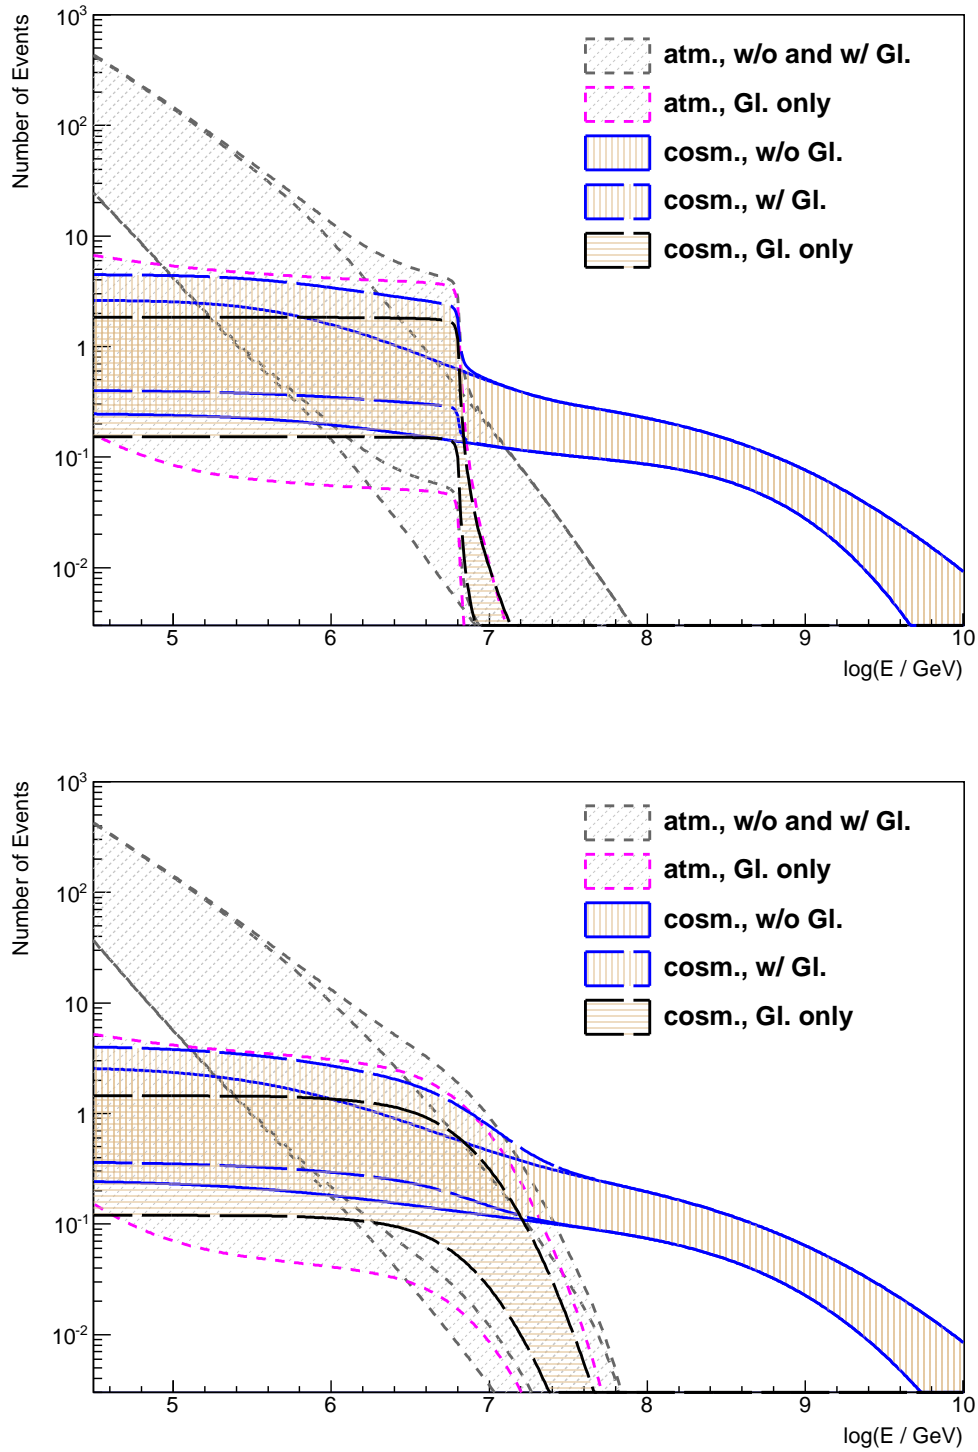 10^3
10^2
10
1
10^-1
10^-2
Number of Events
atm., w/o and w/ Gl.
atm., Gl. only
cosm., w/o Gl.
cosm., w/ Gl.
cosm., Gl. only
5 6 7 8 9 10
log(E / GeV)
10^3
10^2
10
1
10^-1
10^-2
Number of Events
atm., w/o and w/ Gl.
atm., Gl. only
cosm., w/o Gl.
cosm., w/ Gl.
cosm., Gl. only
5 6 7 8 9 10
log(E / GeV)